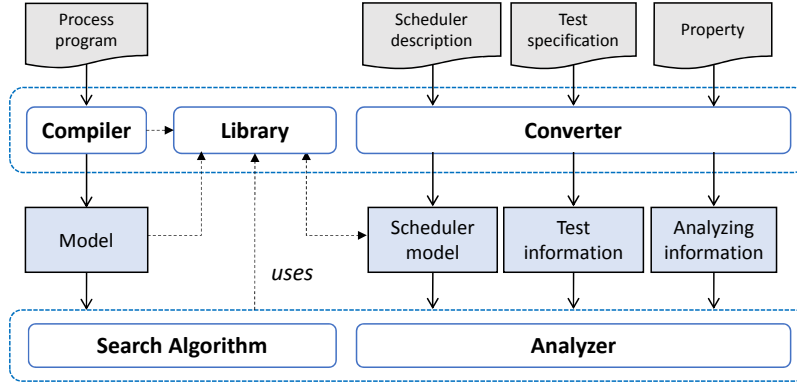 Process
program
Scheduler
description
Test
specification
Property
Compiler
Library
Converter
Model
Scheduler
model
Test
information
Analyzing
information
uses
Search Algorithm
Analyzer